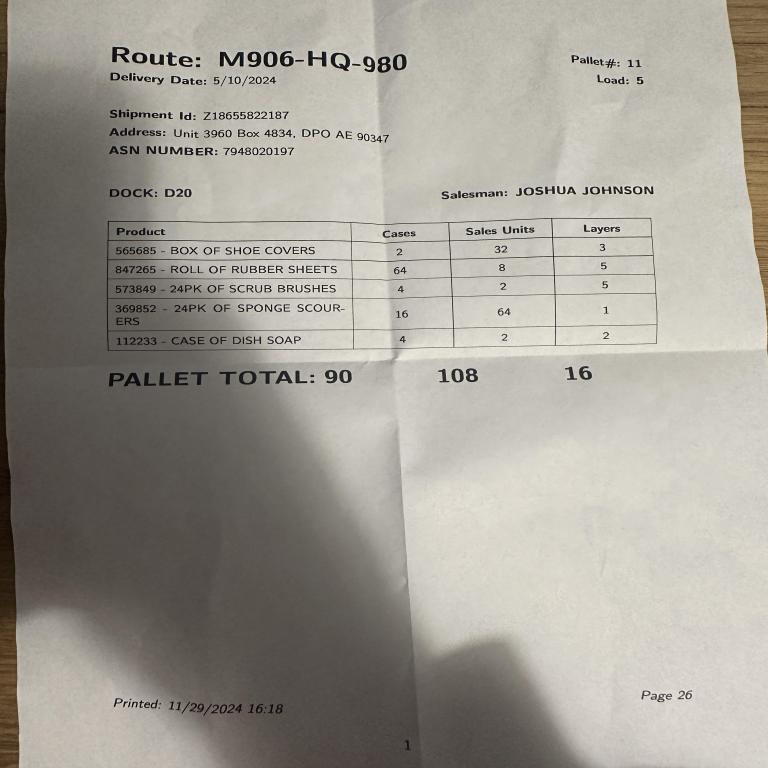 Route: M906-HQ-980
Pallet#: 11
Delivery Date: 5/10/2024
Load: 5
Shipment Id: Z18655822187
Address: Unit 3960 Box 4834, DPO AE 90347
ASN NUMBER: 7948020197
DOCK: D20
Salesman: JOSHUA JOHNSON
Product Cases Sales Units Layers
565685 - BOX OF SHOE COVERS 2 32 3
847265 - ROLL OF RUBBER SHEETS 64 8 5
573849 - 24PK OF SCRUB BRUSHES 4 2 5
369852 - 24PK OF SPONGE SCOUR-
ERS 16 64 1
112233 - CASE OF DISH SOAP 4 2 2
PALLET TOTAL: 90 108 16
Printed: 11/29/2024 16:18
Page 26
1